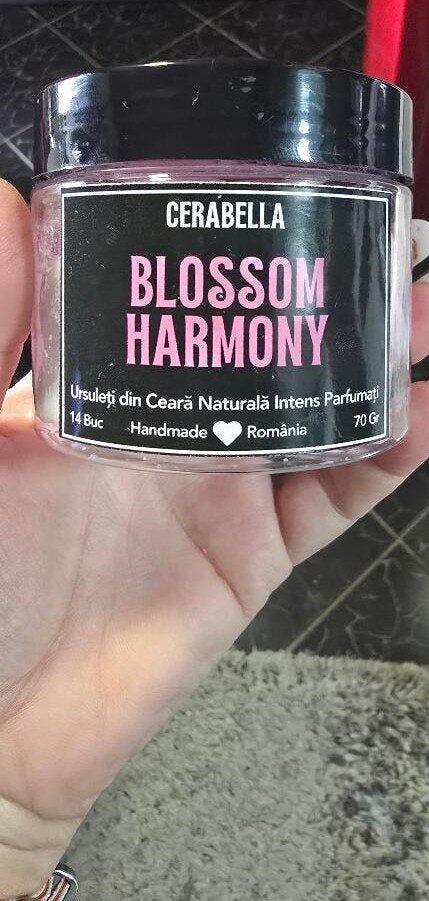 CERABELLA
BLOSSOM
HARMONY
Ursuleți din Ceară Naturală Intens Parfumați
14 Buc Handmade România 70 Gr